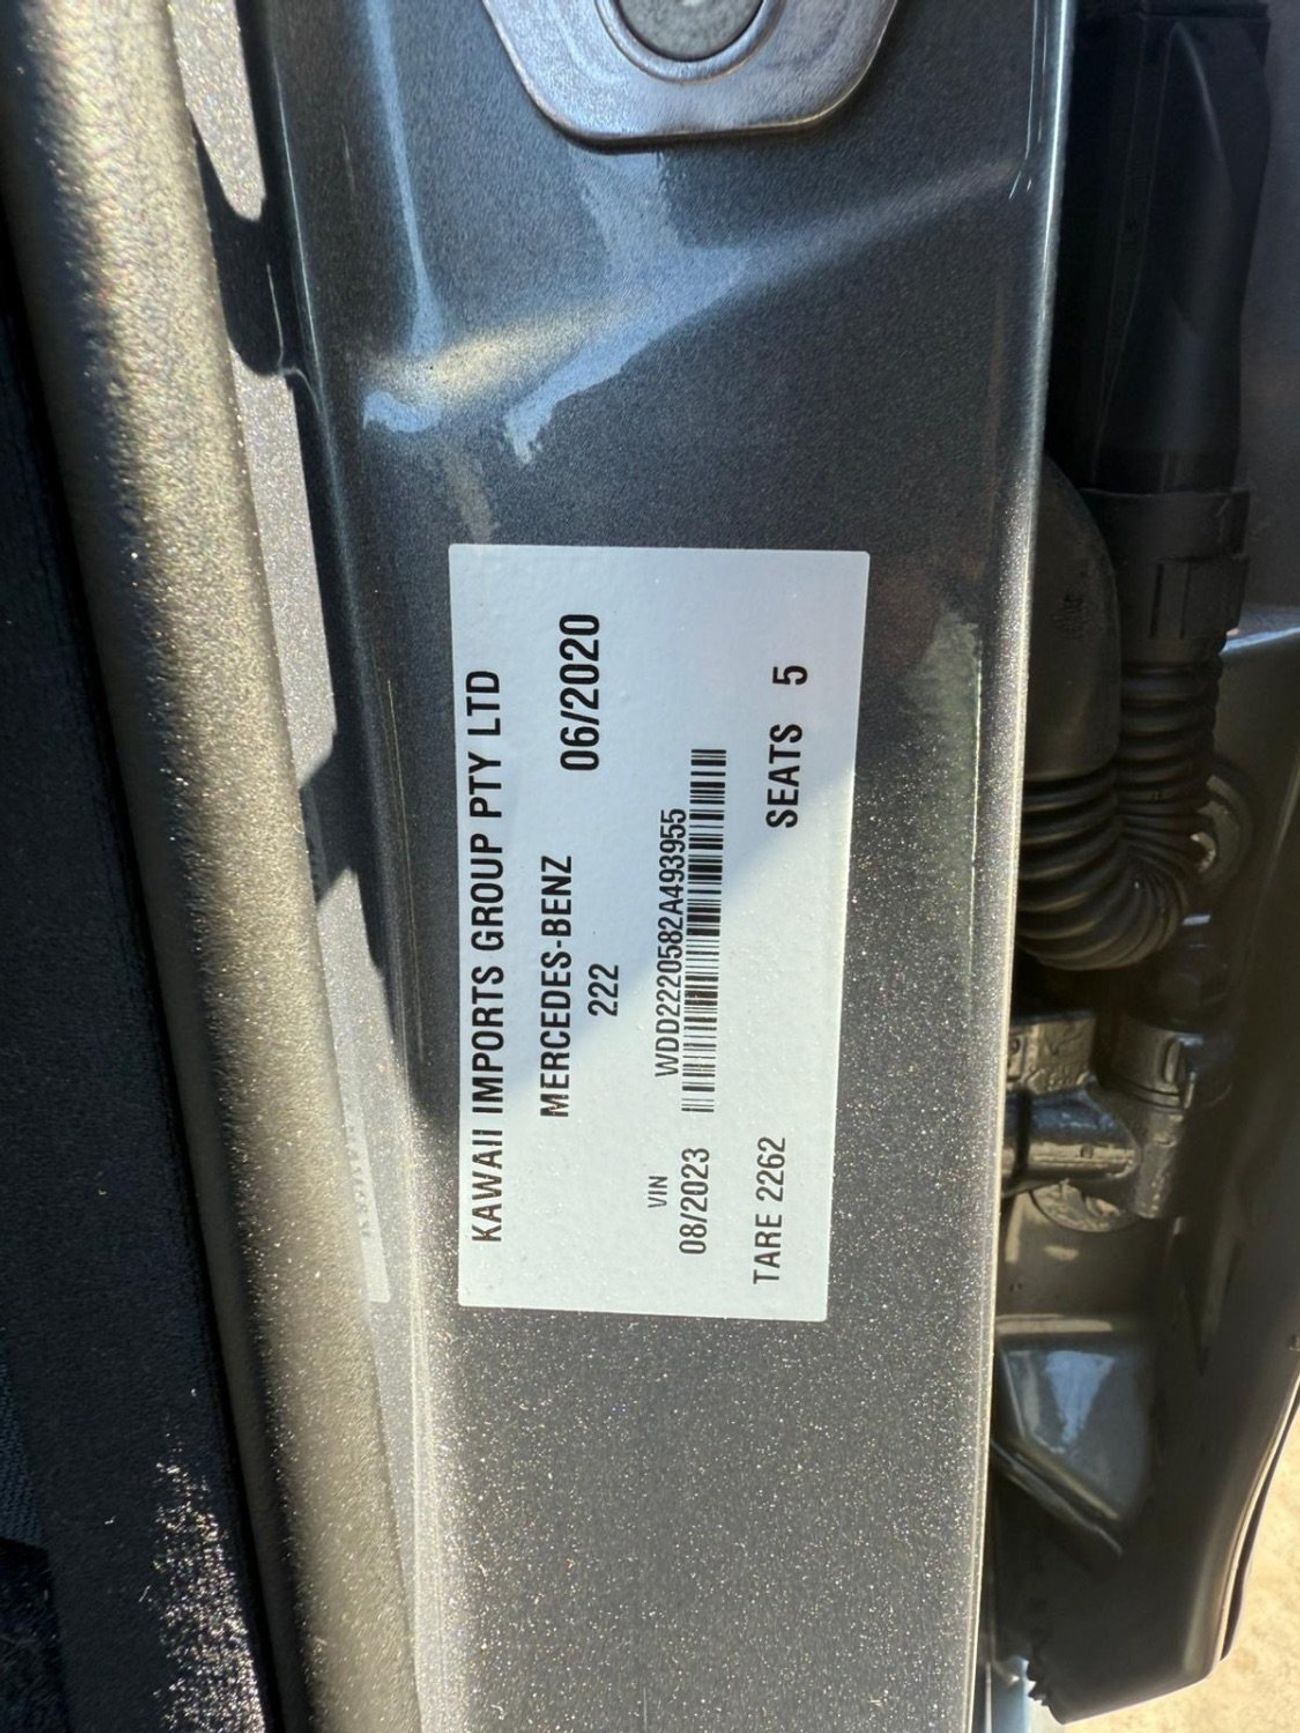 KAWAII IMPORTS GROUP PTY LTD
MERCEDES-BENZ 06/2020
222
VIN WDD2220582A493955
08/2023
TARE 2262 SEATS 5